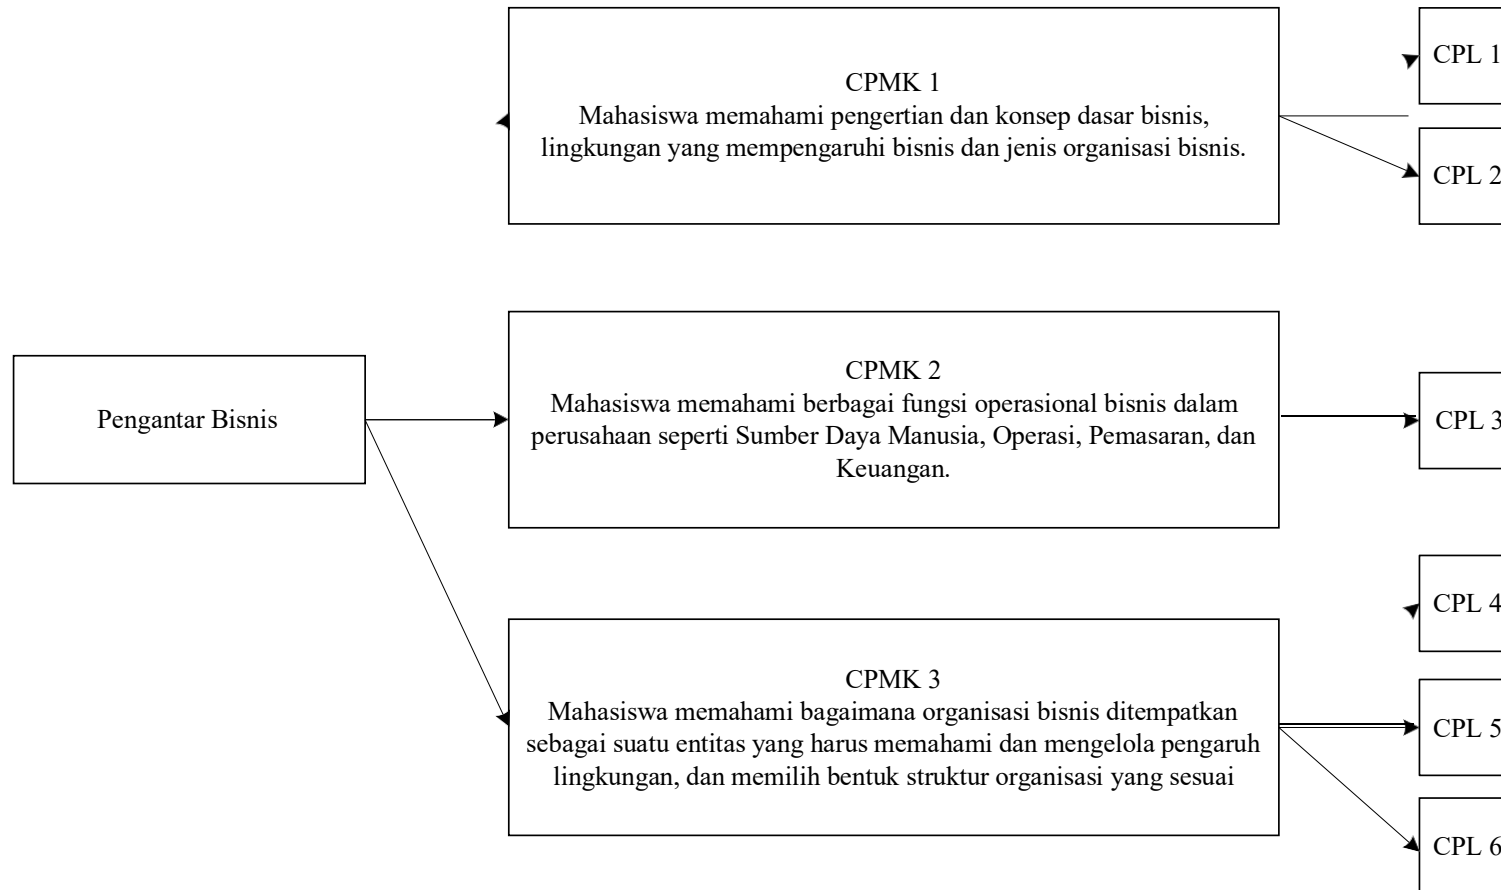 CPMK 1
Mahasiswa memahami pengertian dan konsep dasar bisnis,
lingkungan yang mempengaruhi bisnis dan jenis organisasi bisnis.
CPL 1
CPL 2
Pengantar Bisnis
CPMK 2
Mahasiswa memahami berbagai fungsi operasional bisnis dalam
perusahaan seperti Sumber Daya Manusia, Operasi, Pemasaran, dan
Keuangan.
CPL 3
CPMK 3
Mahasiswa memahami bagaimana organisasi bisnis ditempatkan
sebagai suatu entitas yang harus memahami dan mengelola pengaruh
lingkungan, dan memilih bentuk struktur organisasi yang sesuai
CPL 4
CPL 5
CPL 6